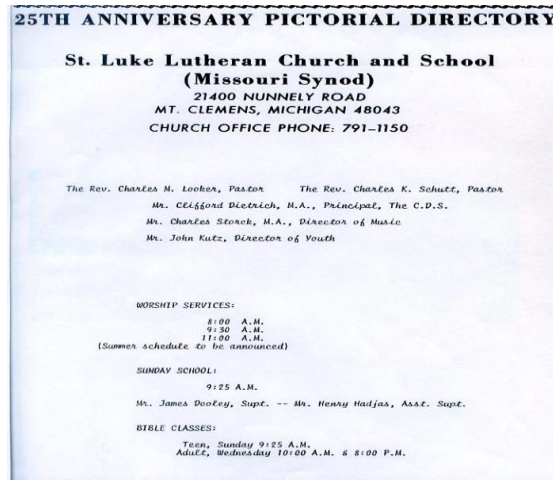 25TH ANNIVERSARY PICTORIAL DIRECTORY
St. Luke Lutheran Church and School
(Missouri Synod)
21400 NUNNELY ROAD
MT. CLEMENS, MICHIGAN 48043
CHURCH OFFICE PHONE: 791-1150
The Rev. Charles M. Looker, Pastor The Rev. Charles K. Schutt, Pastor
Mr. Clifford Dietrich, M.A., Principal, The C.D.S.
Mr. Charles Storck, M.A., Director of Music
Mr. John Kutz, Director of Youth
WORSHIP SERVICES:
8:00 A.M.
9:30 A.M.
11:00 A.M.
(Summer schedule to be announced)
SUNDAY SCHOOL:
9:25 A.M.
Mr. James Dooley, Supt. -- Mr. Henry Hadjas, Asst. Supt.
BIBLE CLASSES:
Teen, Sunday 9:25 A.M.
Adult, Wednesday 10:00 A.M. & 8:00 P.M.